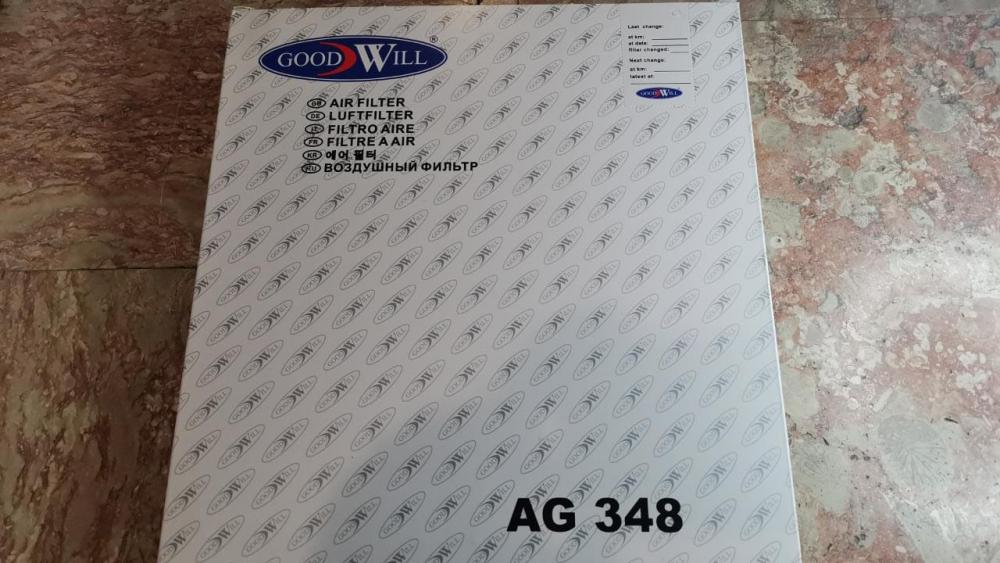 GOOD WILL ®
GB AIR FILTER
DE LUFTFILTER
FILTRO AIRE
FR FILTRE A AIR
KR 에어 필터
RU ВОЗДУШНЫЙ ФИЛЬТР
Last change:
at km:
at date:
filter changed:
Next change:
at km:
latest at:
GOOD WILL
AG 348